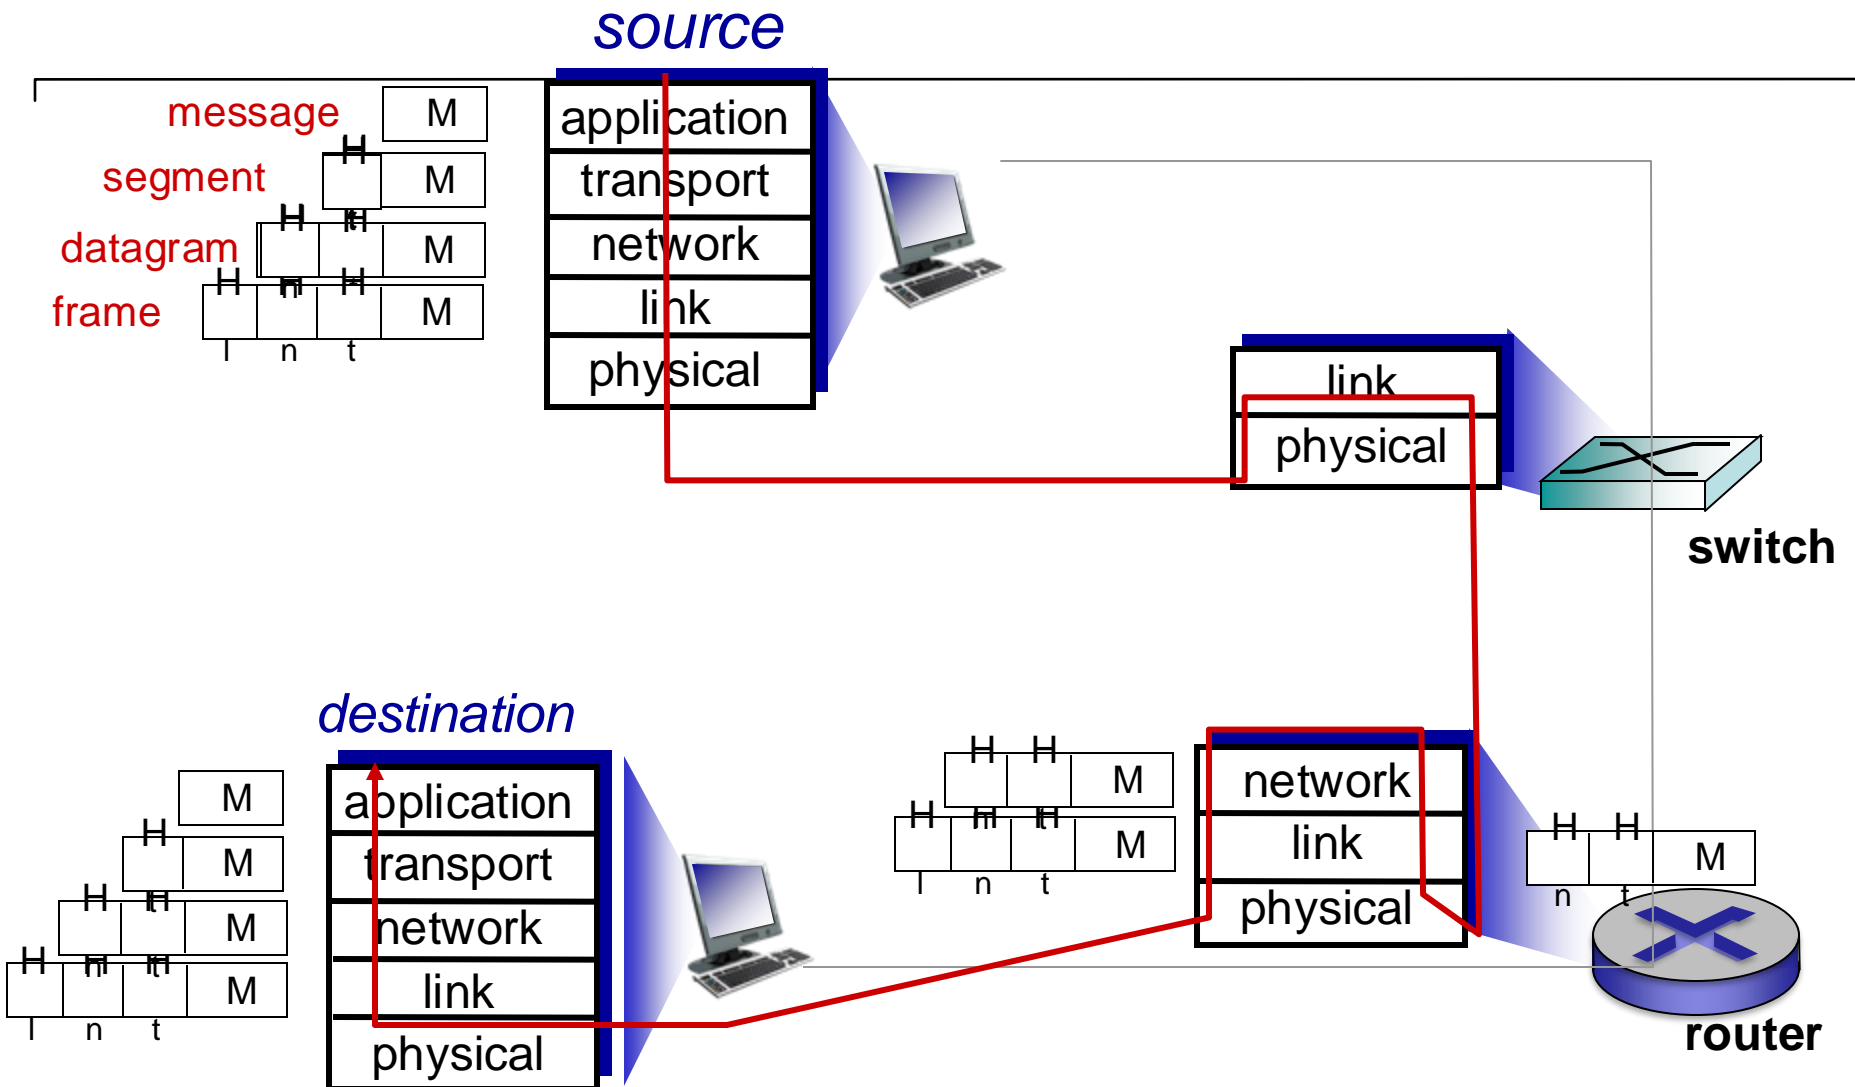 source
message M
application
H
segment M
transport
H H t
datagram M
network
H H n H t
frame M
link
l n t
physical
link
physical
switch
destination
H H
M
network
M
application
H H n H t
M
link
H
M
transport
H H
M
l n t
physical
n t
H H t
M
network
H H n H t
M
link
l n t
physical
router